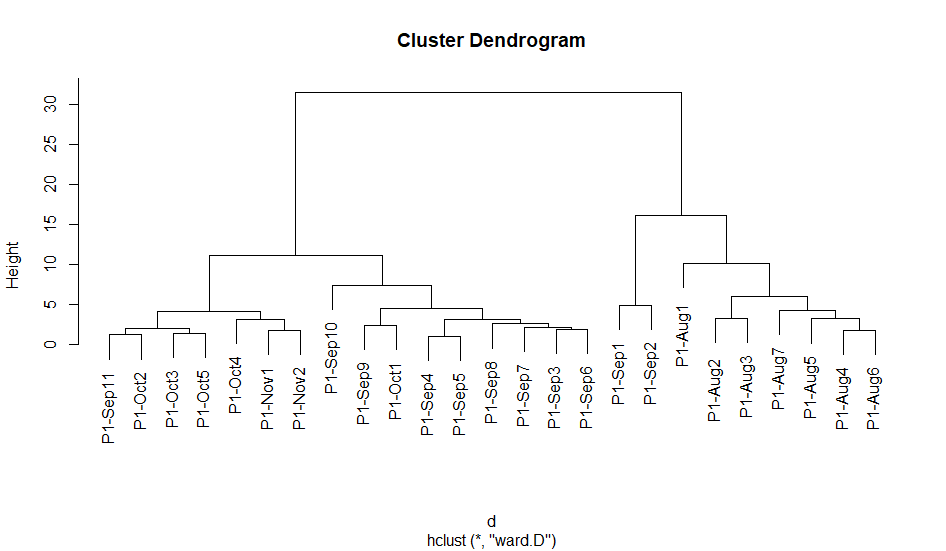 Cluster Dendrogram
Height
30
25
20
15
10
5
0
P1-Sep11
P1-Oct2
P1-Oct3
P1-Oct5
P1-Oct4
P1-Nov1
P1-Nov2
P1-Sep10
P1-Sep9
P1-Oct1
P1-Sep4
P1-Sep5
P1-Sep8
P1-Sep7
P1-Sep3
P1-Sep6
P1-Sep1
P1-Sep2
P1-Aug1
P1-Aug2
P1-Aug3
P1-Aug7
P1-Aug5
P1-Aug4
P1-Aug6
d
hclust (*, "ward.D")